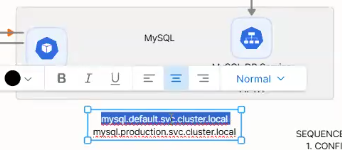 MySQL
B I U Normal
mysql.default.svc.cluster.local
mysql.production.svc.cluster.local
SEQUENCE
1. CONFI